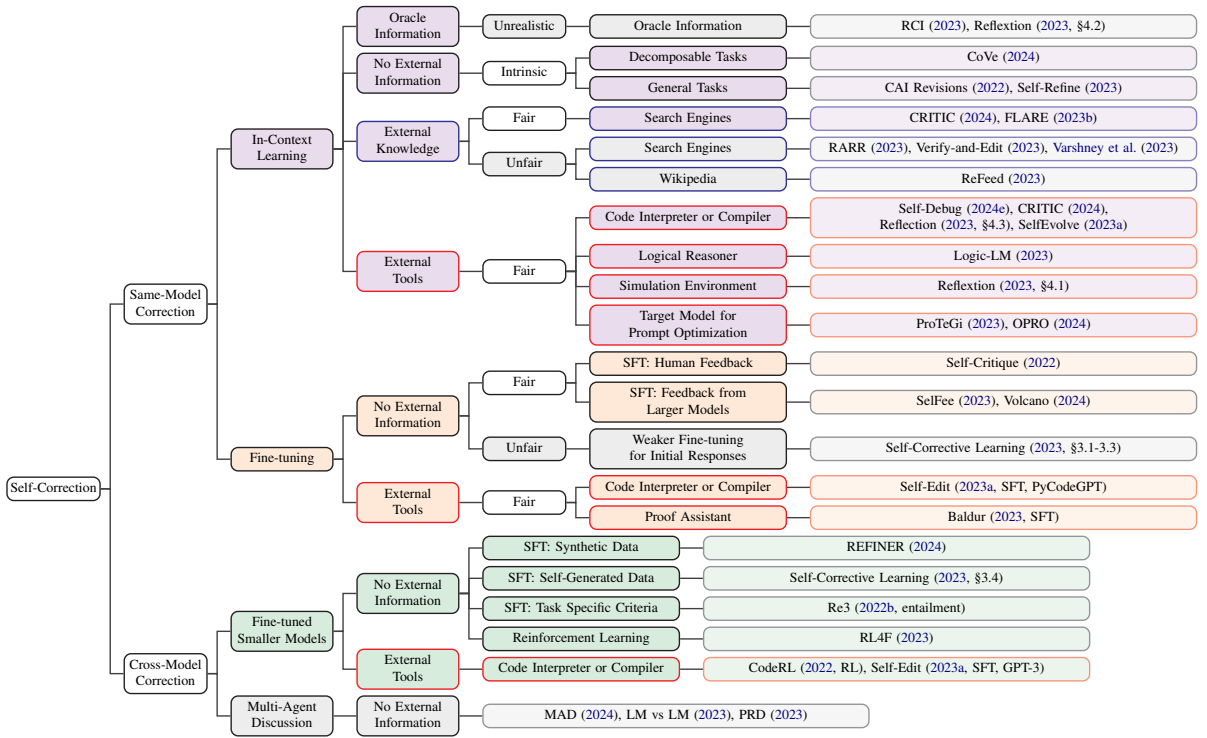 Self-Correction
Same-Model
Correction
In-Context
Learning
Oracle
Information
Unrealistic
Oracle Information
RCI (2023), Reflextion (2023, §4.2)
No External
Information
Intrinsic
Decomposable Tasks
CoVe (2024)
General Tasks
CAI Revisions (2022), Self-Refine (2023)
External
Knowledge
Fair
Search Engines
CRITIC (2024), FLARE (2023b)
Unfair
Search Engines
RARR (2023), Verify-and-Edit (2023), Varshney et al. (2023)
Wikipedia
ReFeed (2023)
External
Tools
Fair
Code Interpreter or Compiler
Self-Debug (2024e), CRITIC (2024),
Reflection (2023, §4.3), SelfEvolve (2023a)
Logical Reasoner
Logic-LM (2023)
Simulation Environment
Reflextion (2023, §4.1)
Target Model for
Prompt Optimization
ProTeGi (2023), OPRO (2024)
Fine-tuning
No External
Information
Fair
SFT: Human Feedback
Self-Critique (2022)
SFT: Feedback from
Larger Models
SelFee (2023), Volcano (2024)
Unfair
Weaker Fine-tuning
for Initial Responses
Self-Corrective Learning (2023, §3.1-3.3)
External
Tools
Fair
Code Interpreter or Compiler
Self-Edit (2023a, SFT, PyCodeGPT)
Proof Assistant
Baldur (2023, SFT)
Cross-Model
Correction
Fine-tuned
Smaller Models
No External
Information
SFT: Synthetic Data
REFINER (2024)
SFT: Self-Generated Data
Self-Corrective Learning (2023, §3.4)
SFT: Task Specific Criteria
Re3 (2022b, entailment)
Reinforcement Learning
RL4F (2023)
External
Tools
Code Interpreter or Compiler
CodeRL (2022, RL), Self-Edit (2023a, SFT, GPT-3)
Multi-Agent
Discussion
No External
Information
MAD (2024), LM vs LM (2023), PRD (2023)